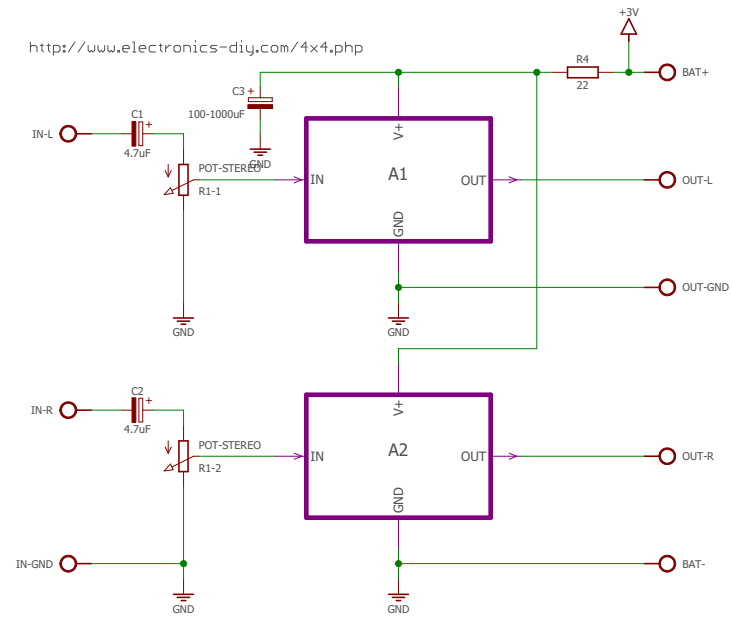 +3V
http://www.electronics-diy.com/4x4.php
R4
22
BAT+
C3 +
100-1000uF
GND
C1
+
4.7uF
IN-L
POT-STEREO
R1-1
GND
V+
IN
A1
OUT
GND
OUT-L
OUT-GND
GND
C2
+
4.7uF
IN-R
POT-STEREO
R1-2
V+
IN
A2
OUT
GND
OUT-R
IN-GND
GND
BAT-
GND